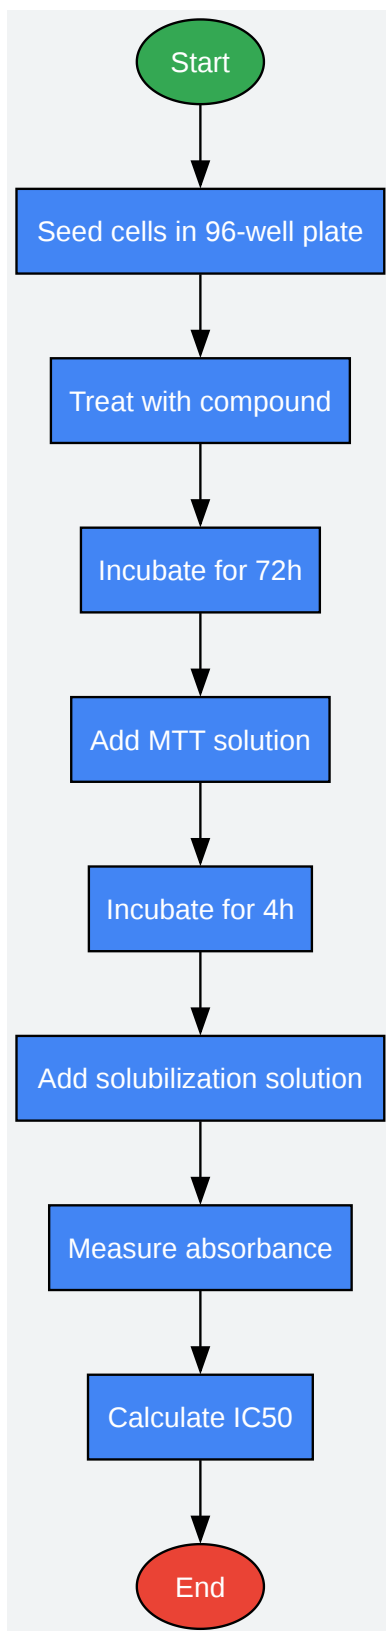 Start
Seed cells in 96-well plate
Treat with compound
Incubate for 72h
Add MTT solution
Incubate for 4h
Add solubilization solution
Measure absorbance
Calculate IC50
End